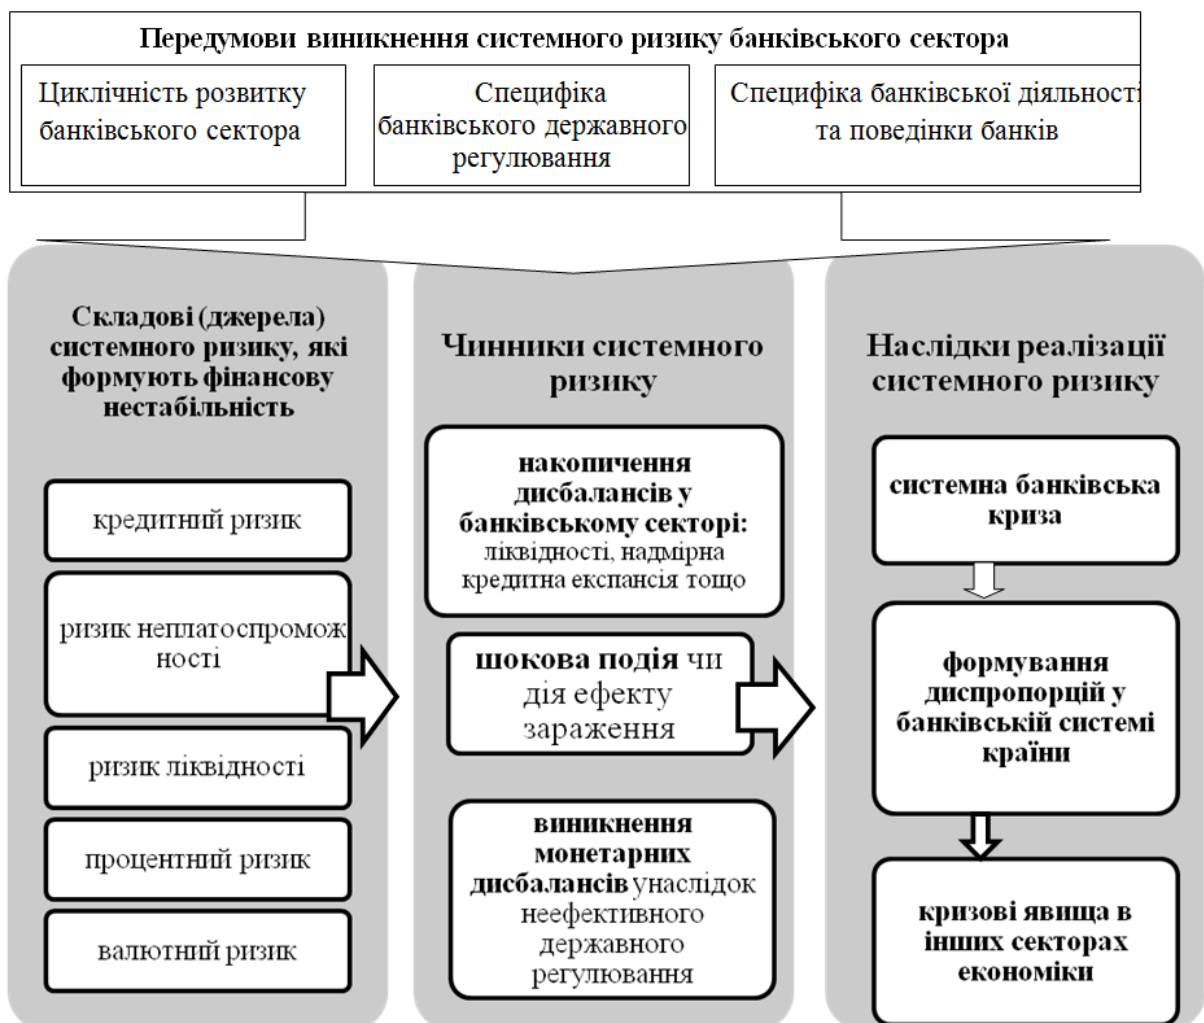 Передумови виникнення системного ризику банківського сектора
Циклічність розвитку
банківського сектора
Специфіка
банківського державного
регулювання
Специфіка банківської діяльності
та поведінки банків
Складові (джерела)
системного ризику, які
формують фінансову
нестабільність
кредитний ризик
ризик неплатоспромож
ності
ризик ліквідності
процентний ризик
валютний ризик
Чинники системного
ризику
накопичення
дисбалансів у
банківському секторі:
ліквідності, надмірна
кредитна експансія тощо
шокова подія чи
дія ефекту
зараження
виникнення
монетарних
дисбалансів унаслідок
неефективного
державного
регулювання
Наслідки реалізації
системного ризику
системна банківська
криза
формування
диспропорцій у
банківській системі
країни
кризові явища в
інших секторах
економіки